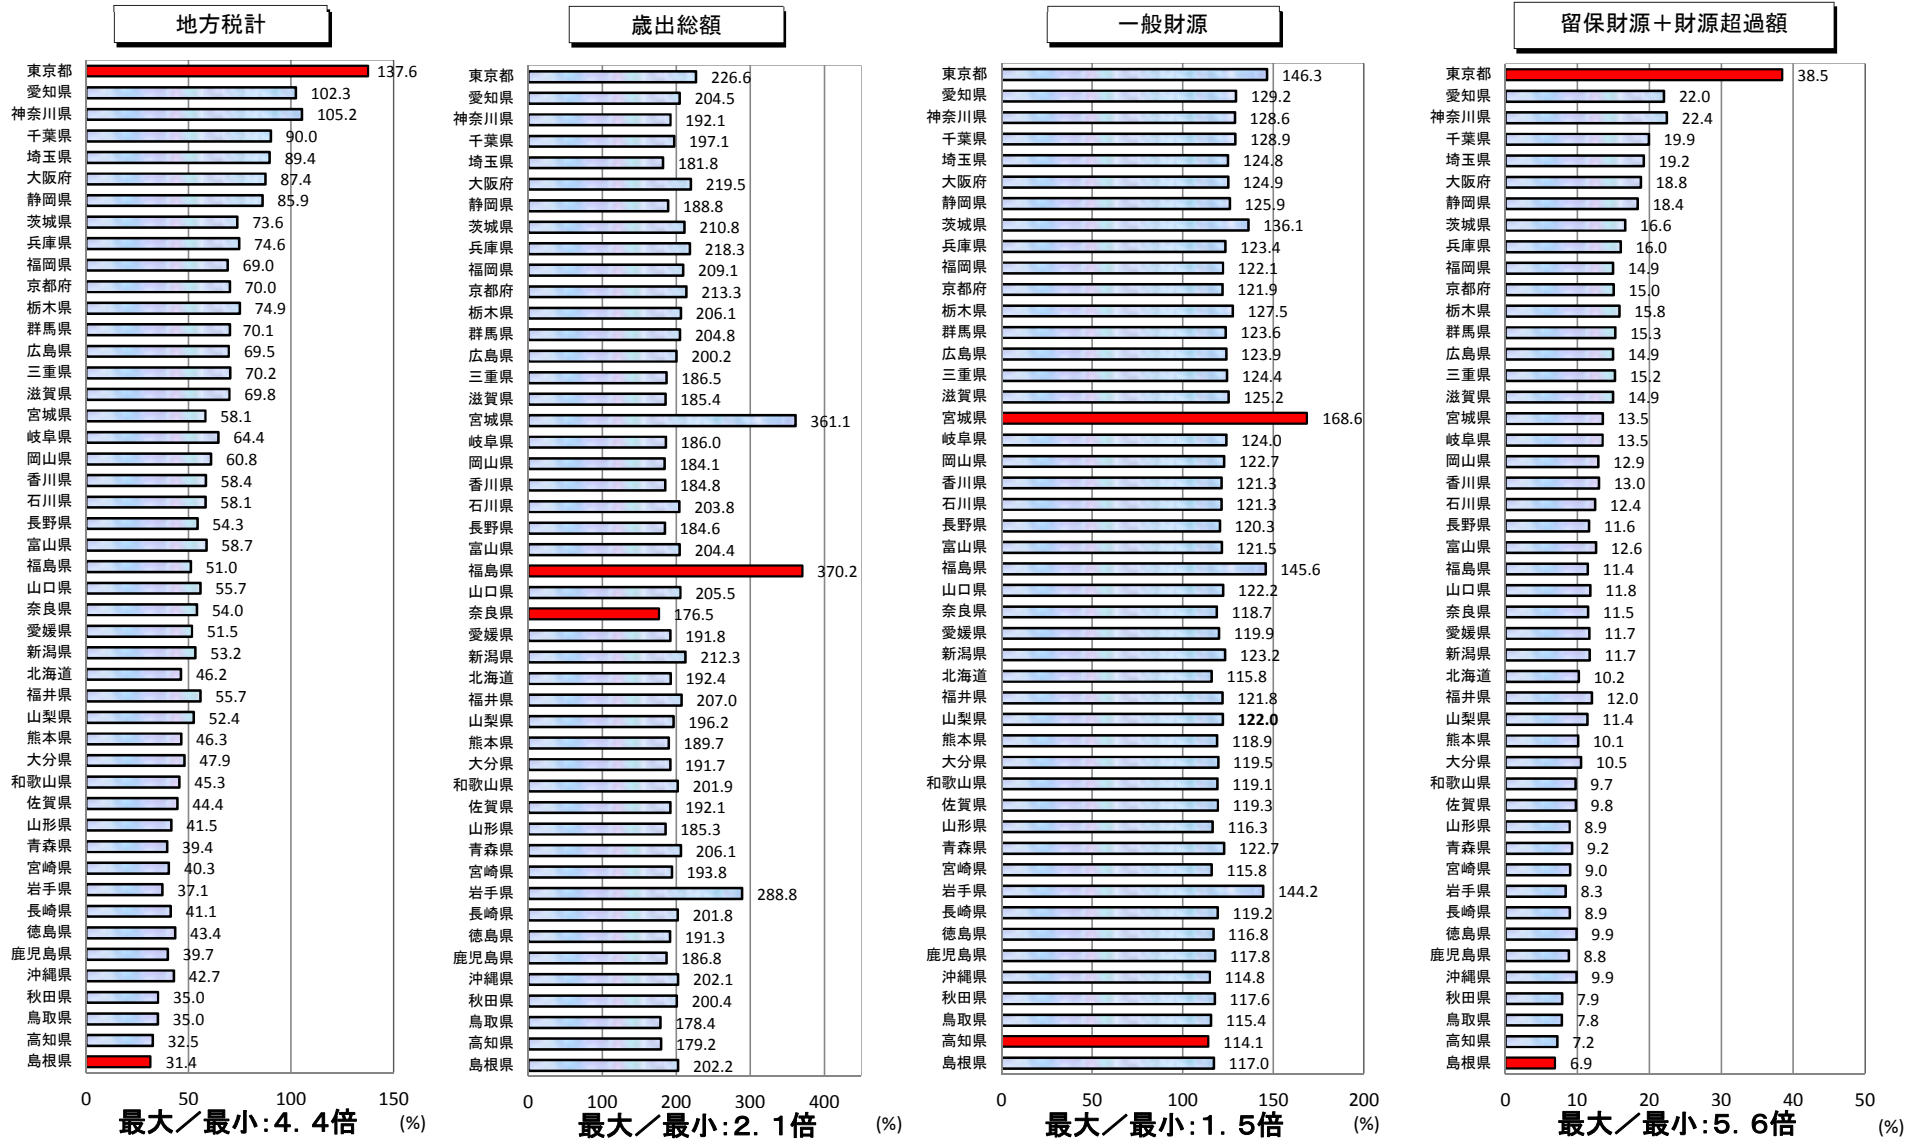 地方税計
東京都 137.6
愛知県 102.3
神奈川県 105.2
千葉県 90.0
埼玉県 89.4
大阪府 87.4
静岡県 85.9
茨城県 73.6
兵庫県 74.6
福岡県 69.0
京都府 70.0
栃木県 74.9
群馬県 70.1
広島県 69.5
三重県 70.2
滋賀県 69.8
宮城県 58.1
岐阜県 64.4
岡山県 60.8
香川県 58.4
石川県 58.1
長野県 54.3
富山県 58.7
福島県 51.0
山口県 55.7
奈良県 54.0
愛媛県 51.5
新潟県 53.2
北海道 46.2
福井県 55.7
山梨県 52.4
熊本県 46.3
大分県 47.9
和歌山県 45.3
佐賀県 44.4
山形県 41.5
青森県 39.4
宮崎県 40.3
岩手県 37.1
長崎県 41.1
徳島県 43.4
鹿児島県 39.7
沖縄県 42.7
秋田県 35.0
鳥取県 35.0
高知県 32.5
島根県 31.4
0 50 100 150
最大／最小：4．4倍 (%)
歳出総額
東京都 226.6
愛知県 204.5
神奈川県 192.1
千葉県 197.1
埼玉県 181.8
大阪府 219.5
静岡県 188.8
茨城県 210.8
兵庫県 218.3
福岡県 209.1
京都府 213.3
栃木県 206.1
群馬県 204.8
広島県 200.2
三重県 186.5
滋賀県 185.4
宮城県 361.1
岐阜県 186.0
岡山県 184.1
香川県 184.8
石川県 203.8
長野県 184.6
富山県 204.4
福島県 370.2
山口県 205.5
奈良県 176.5
愛媛県 191.8
新潟県 212.3
北海道 192.4
福井県 207.0
山梨県 196.2
熊本県 189.7
大分県 191.7
和歌山県 201.9
佐賀県 192.1
山形県 185.3
青森県 206.1
宮崎県 193.8
岩手県 288.8
長崎県 201.8
徳島県 191.3
鹿児島県 186.8
沖縄県 202.1
秋田県 200.4
鳥取県 178.4
高知県 179.2
島根県 202.2
0 100 200 300 400
最大／最小：2．1倍 (%)
一般財源
東京都 146.3
愛知県 129.2
神奈川県 128.6
千葉県 128.9
埼玉県 124.8
大阪府 124.9
静岡県 125.9
茨城県 136.1
兵庫県 123.4
福岡県 122.1
京都府 121.9
栃木県 127.5
群馬県 123.6
広島県 123.9
三重県 124.4
滋賀県 125.2
宮城県 168.6
岐阜県 124.0
岡山県 122.7
香川県 121.3
石川県 121.3
長野県 120.3
富山県 121.5
福島県 145.6
山口県 122.2
奈良県 118.7
愛媛県 119.9
新潟県 123.2
北海道 115.8
福井県 121.8
山梨県 122.0
熊本県 118.9
大分県 119.5
和歌山県 119.1
佐賀県 119.3
山形県 116.3
青森県 122.7
宮崎県 115.8
岩手県 144.2
長崎県 119.2
徳島県 116.8
鹿児島県 117.8
沖縄県 114.8
秋田県 117.6
鳥取県 115.4
高知県 114.1
島根県 117.0
0 50 100 150 200
最大／最小：1．5倍 (%)
留保財源＋財源超過額
東京都 38.5
愛知県 22.0
神奈川県 22.4
千葉県 19.9
埼玉県 19.2
大阪府 18.8
静岡県 18.4
茨城県 16.6
兵庫県 16.0
福岡県 14.9
京都府 15.0
栃木県 15.8
群馬県 15.3
広島県 14.9
三重県 15.2
滋賀県 14.9
宮城県 13.5
岐阜県 13.5
岡山県 12.9
香川県 13.0
石川県 12.4
長野県 11.6
富山県 12.6
福島県 11.4
山口県 11.8
奈良県 11.5
愛媛県 11.7
新潟県 11.7
北海道 10.2
福井県 12.0
山梨県 11.4
熊本県 10.1
大分県 10.5
和歌山県 9.7
佐賀県 9.8
山形県 8.9
青森県 9.2
宮崎県 9.0
岩手県 8.3
長崎県 8.9
徳島県 9.9
鹿児島県 8.8
沖縄県 9.9
秋田県 7.9
鳥取県 7.8
高知県 7.2
島根県 6.9
0 10 20 30 40 50
最大／最小：5．6倍 (%)